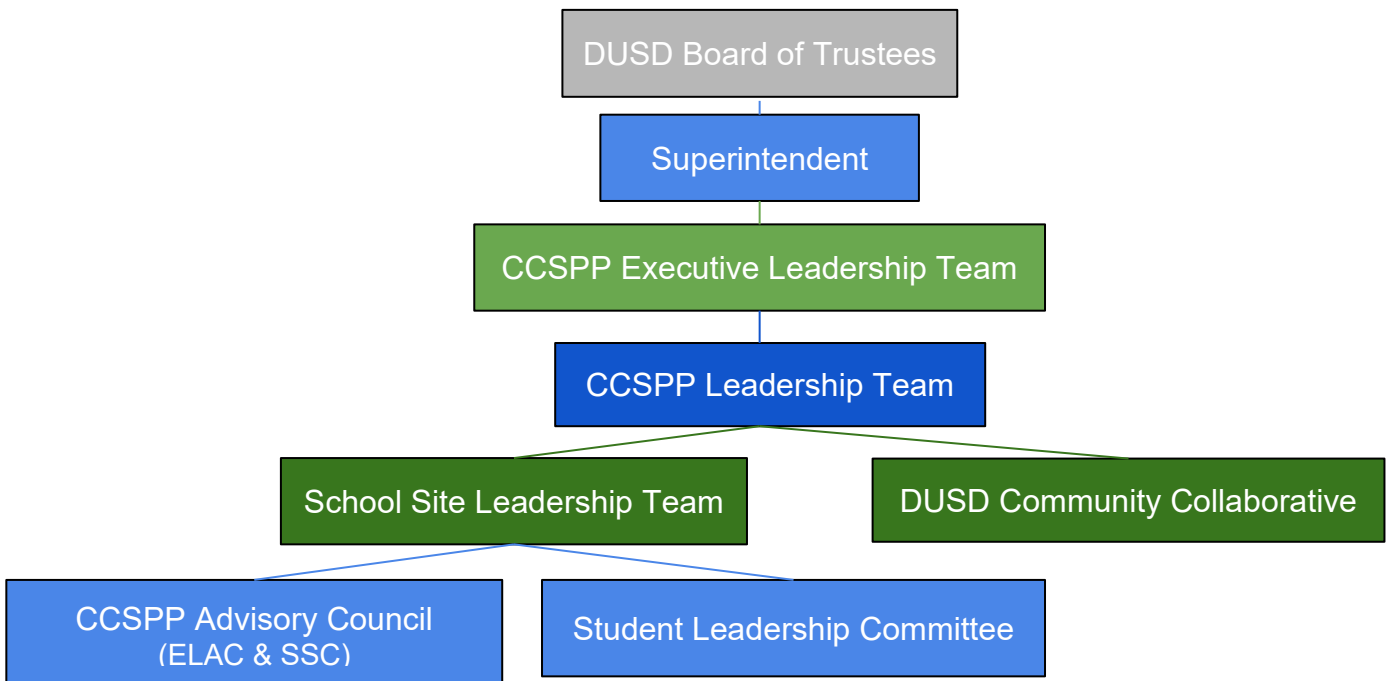 DUSD Board of Trustees
Superintendent
CCSPP Executive Leadership Team
CCSPP Leadership Team
School Site Leadership Team
DUSD Community Collaborative
CCSPP Advisory Council
(ELAC & SSC)
Student Leadership Committee